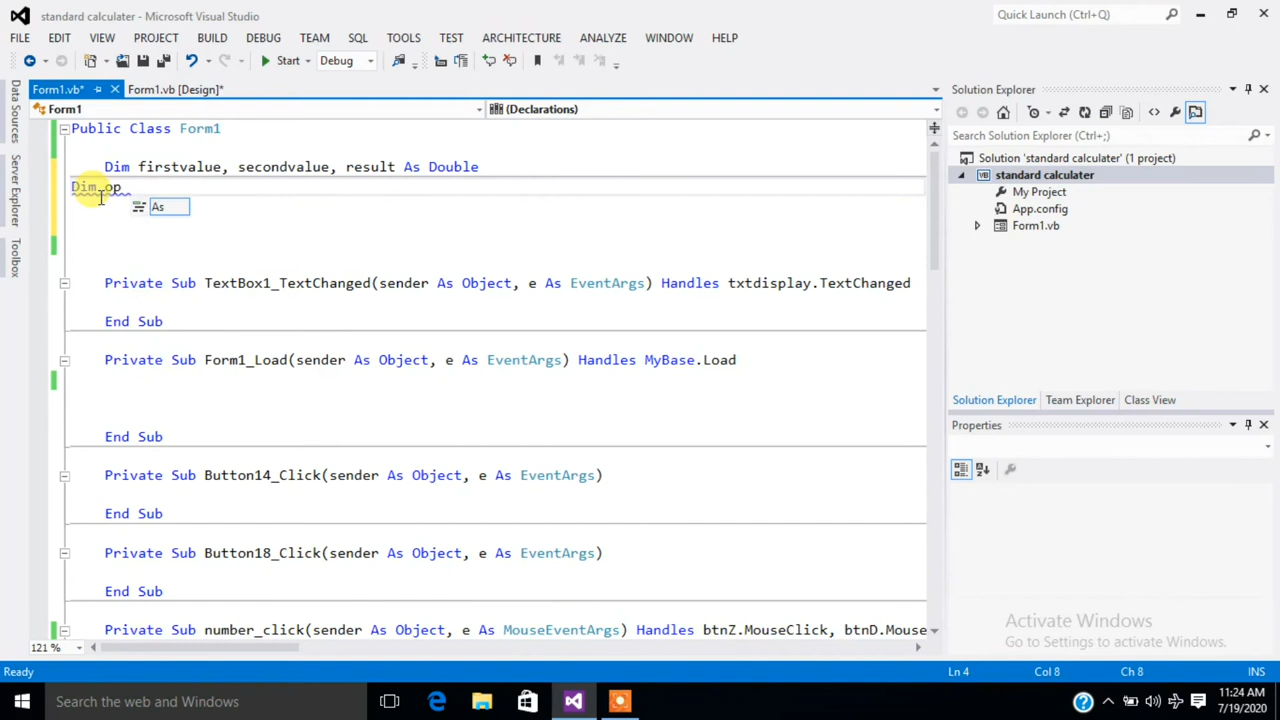 standard calculater - Microsoft Visual Studio
Quick Launch (Ctrl+Q)
FILE EDIT VIEW PROJECT BUILD DEBUG TEAM SQL TOOLS TEST ARCHITECTURE ANALYZE WINDOW HELP
Start Debug
Form1.vb* Form1.vb [Design]*
Form1 (Declarations)
Data Sources
Server Explorer
Toolbox
Public Class Form1
Dim firstvalue, secondvalue, result As Double
Dim op
As
Private Sub TextBox1_TextChanged(sender As Object, e As EventArgs) Handles txtdisplay.TextChanged
End Sub
Private Sub Form1_Load(sender As Object, e As EventArgs) Handles MyBase.Load
End Sub
Private Sub Button14_Click(sender As Object, e As EventArgs)
End Sub
Private Sub Button18_Click(sender As Object, e As EventArgs)
End Sub
Private Sub number_click(sender As Object, e As MouseEventArgs) Handles btnZ.MouseClick, btnD.Mouse
121 %
Solution Explorer
Search Solution Explorer (Ctrl+;)
Solution 'standard calculater' (1 project)
VB standard calculater
My Project
App.config
Form1.vb
Solution Explorer Team Explorer Class View
Properties
Activate Windows
Go to Settings to activate Windows.
Ready Ln 4 Col 8 Ch 8 INS
Search the web and Windows
11:24 AM
7/19/2020